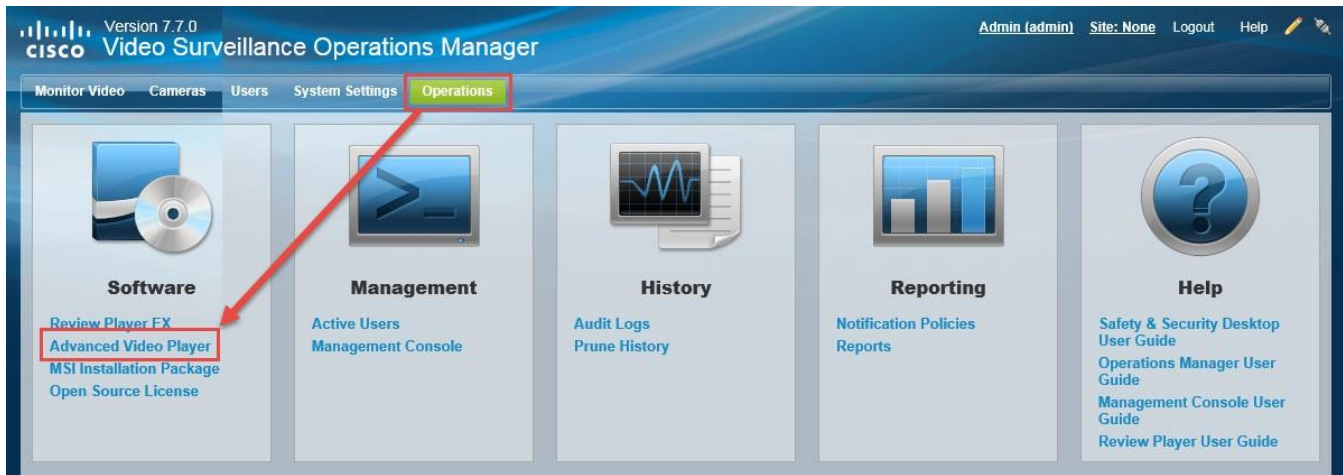 Version 7.7.0
CISCO Video Surveillance Operations Manager
Admin (admin) Site: None Logout Help
Monitor Video Cameras Users System Settings Operations
Software
Review Player EX
Advanced Video Player
MSI Installation Package
Open Source License
Management
Active Users
Management Console
History
Audit Logs
Prune History
Reporting
Notification Policies
Reports
Help
Safety & Security Desktop
User Guide
Operations Manager User
Guide
Management Console User
Guide
Review Player User Guide